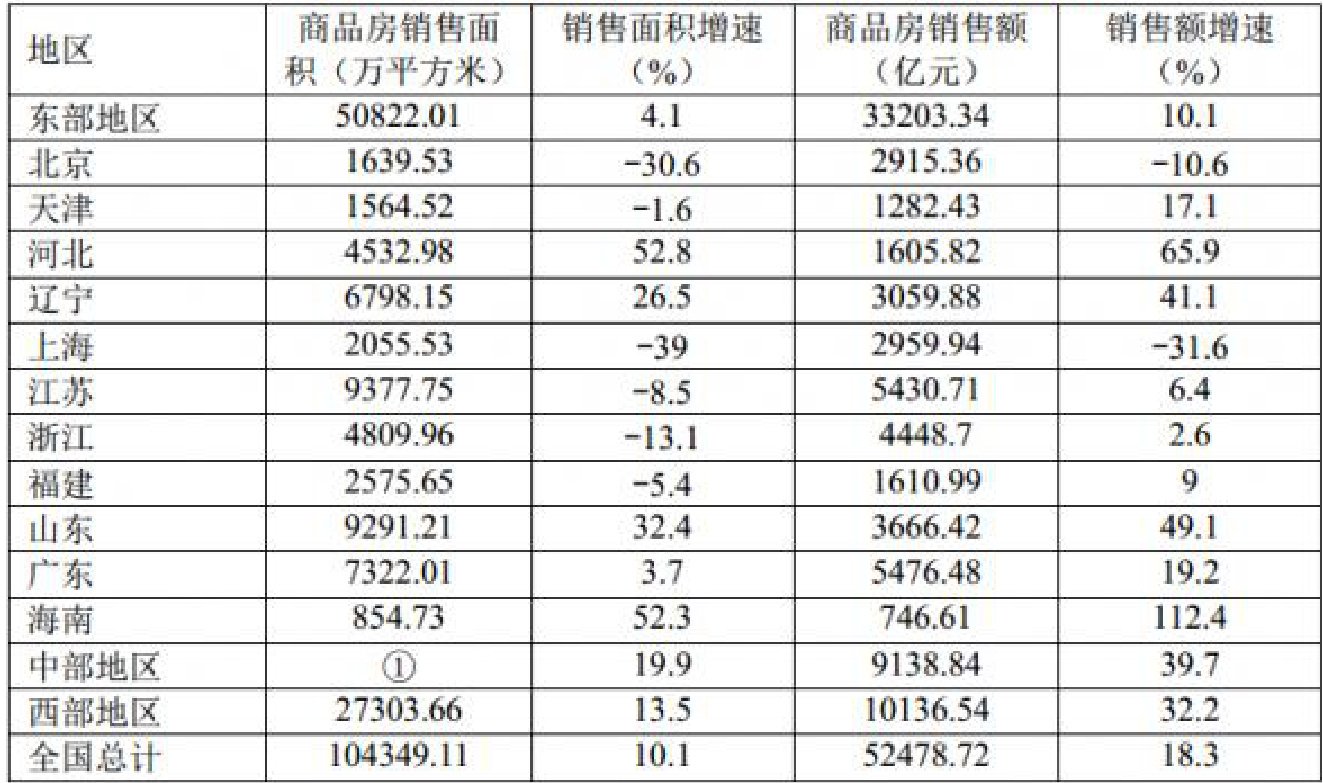 地区 商品房销售面积（万平方米） 销售面积增速（%） 商品房销售额（亿元） 销售额增速（%）
东部地区 50822.01 4.1 33203.34 10.1
北京 1639.53 -30.6 2915.36 -10.6
天津 1564.52 -1.6 1282.43 17.1
河北 4532.98 52.8 1605.82 65.9
辽宁 6798.15 26.5 3059.88 41.1
上海 2055.53 -39 2959.94 -31.6
江苏 9377.75 -8.5 5430.71 6.4
浙江 4809.96 -13.1 4448.7 2.6
福建 2575.65 -5.4 1610.99 9
山东 9291.21 32.4 3666.42 49.1
广东 7322.01 3.7 5476.48 19.2
海南 854.73 52.3 746.61 112.4
中部地区 ① 19.9 9138.84 39.7
西部地区 27303.66 13.5 10136.54 32.2
全国总计 104349.11 10.1 52478.72 18.3